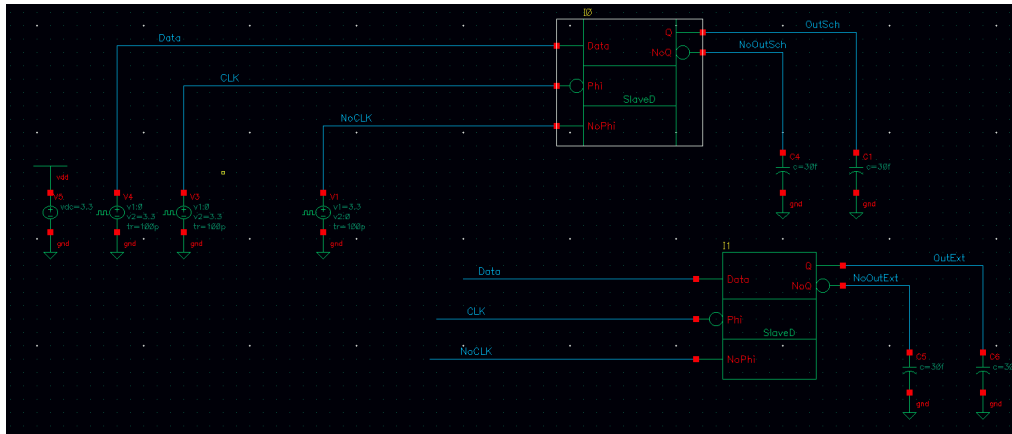 I0
OutSch
Q
NoOutSch
NoQ
Data
Data
CLK
Phi
SlaveD
NoCLK
NoPhi
C4
c=30f
gnd
C1
c=30f
gnd
vdd
V5
vdc=3.3
gnd
V4
v1:0
v2=3.3
tr=100p
gnd
V3
v1:0
v2=3.3
tr=100p
gnd
V1
v1=3.3
v2:0
tr=100p
gnd
I1
Q
OutExt
NoQ
NoOutExt
Data
Data
CLK
Phi
SlaveD
NoCLK
NoPhi
c=30f
gnd
gnd